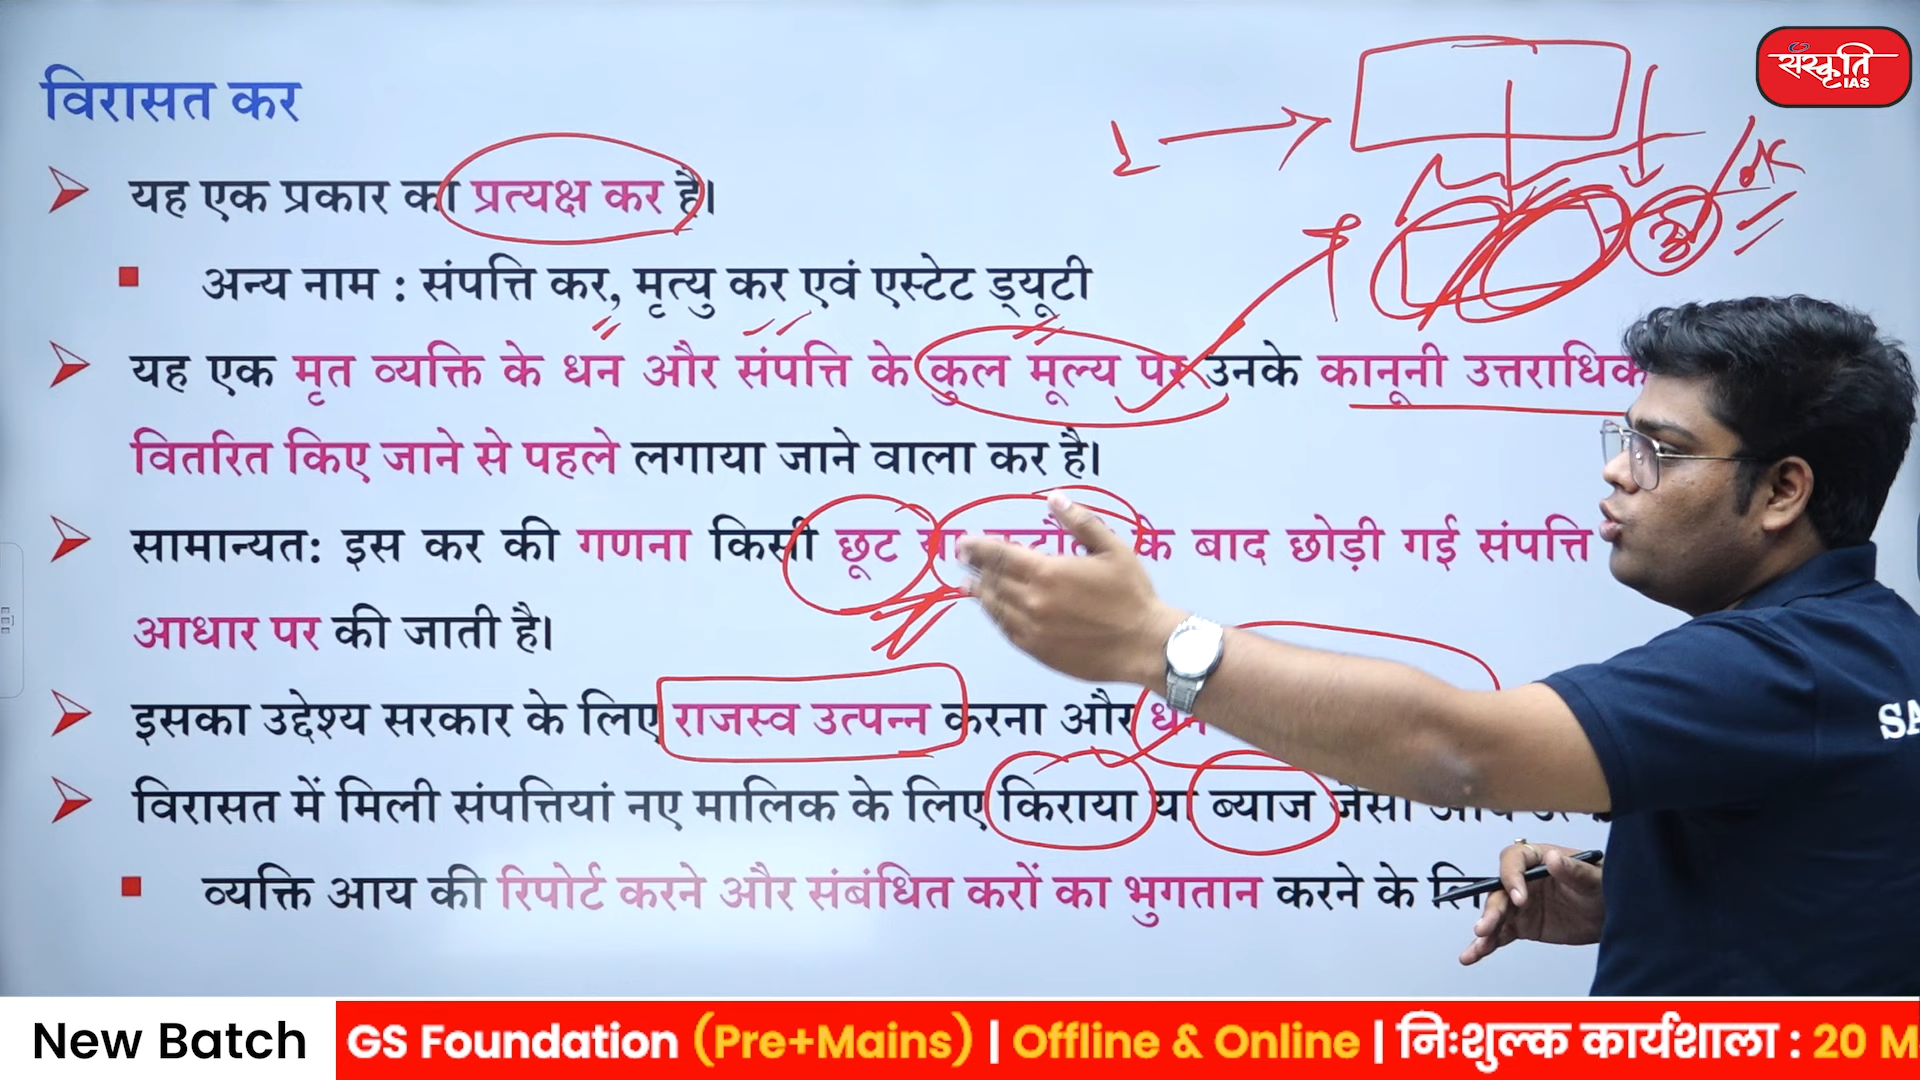 संस्कृति
IAS
विरासत कर
यह एक प्रकार का प्रत्यक्ष कर है।
अन्य नाम : संपत्ति कर, मृत्यु कर एवं एस्टेट ड्यूटी
यह एक मृत व्यक्ति के धन और संपत्ति के कुल मूल्य पर उनके कानूनी
वितरित किए जाने से पहले लगाया जाने वाला कर है।
सामान्यतः इस कर की गणना किसी छूट या के बाद छोड़ी गई संपत्ति
आधार पर की जाती है।
इसका उद्देश्य सरकार के लिए राजस्व उत्पन्न करना और धन
विरासत में मिली संपत्तियां नए मालिक के लिए किराया या ब्याज जैसी
व्यक्ति आय की रिपोर्ट करने और संबंधित करों का भुगतान करने के
SA
New Batch GS Foundation (Pre+Mains) | Offline & Online | निःशुल्क कार्यशाला : 20 M